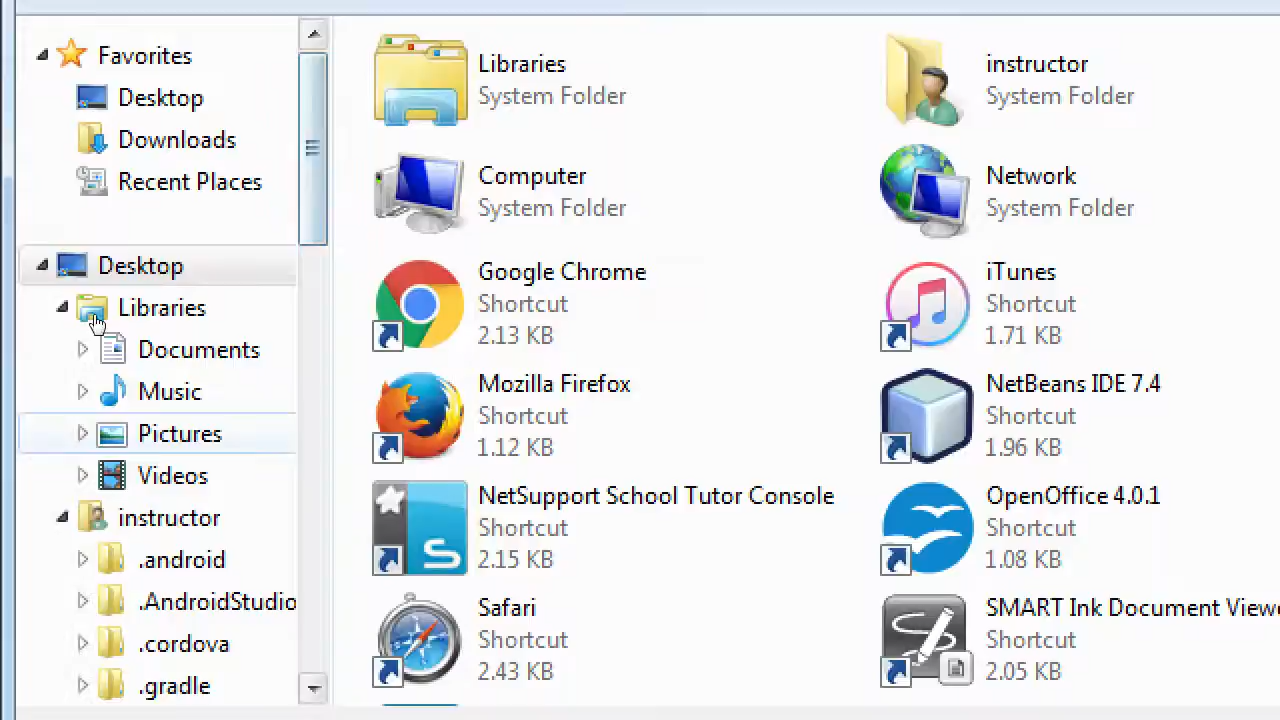 Favorites
Desktop
Downloads
Recent Places
Desktop
Libraries
Documents
Music
Pictures
Videos
instructor
.android
.AndroidStudio
.cordova
.gradle
Libraries
System Folder
instructor
System Folder
Computer
System Folder
Network
System Folder
Google Chrome
Shortcut
2.13 KB
iTunes
Shortcut
1.71 KB
Mozilla Firefox
Shortcut
1.12 KB
NetBeans IDE 7.4
Shortcut
1.96 KB
NetSupport School Tutor Console
Shortcut
2.15 KB
OpenOffice 4.0.1
Shortcut
1.08 KB
Safari
Shortcut
2.43 KB
SMART Ink Document Viewe
Shortcut
2.05 KB